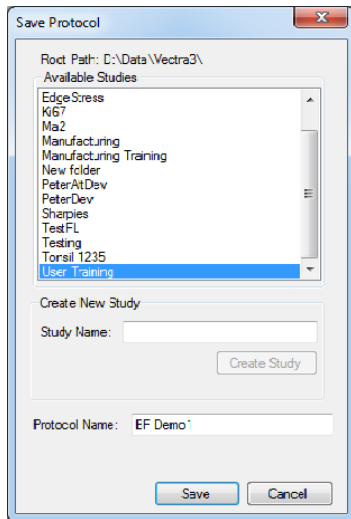 Save Protocol
Root Path: D:\Data\Vectra3\
Available Studies
EdgeStress
Ki67
Ma2
Manufacturing
Manufacturing Training
New folder
PeterAtDev
PeterDev
Sharpies
TestFL
Testing
Tonsil 1235
User Training
Create New Study
Study Name:
Create Study
Protocol Name: EF Demo1
Save Cancel